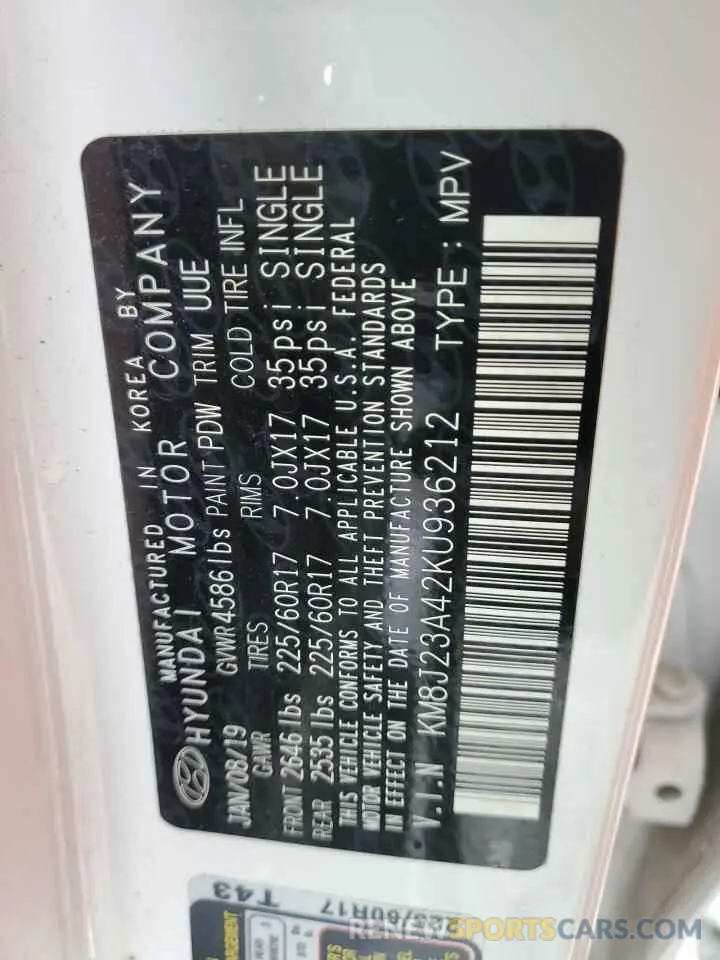 MANUFACTURED IN KOREA BY
HYUNDAI MOTOR COMPANY
JAN/08/19 GVWR 4586 lbs PAINT PDW TRIM UUE
GAWR TIRES RIMS COLD TIRE INFL
FRONT 2646 lbs 225/60R17 7.0JX17 35psi SINGLE
REAR 2535 lbs 225/60R17 7.0JX17 35psi SINGLE
THIS VEHICLE CONFORMS TO ALL APPLICABLE U.S.A. FEDERAL
MOTOR VEHICLE SAFETY AND THEFT PREVENTION STANDARDS
IN EFFECT ON THE DATE OF MANUFACTURE SHOWN ABOVE
V.I.N KM8J23A42KU936212 TYPE : MPV
T43
225/60R17
RENEWSPORTSCARS.COM